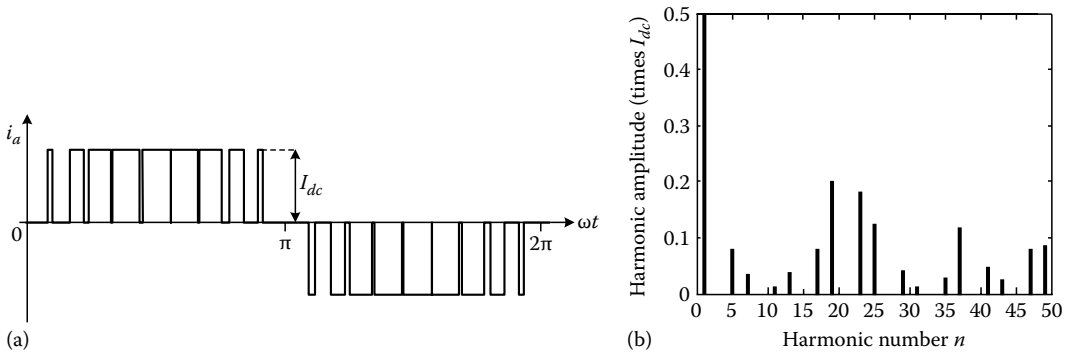 i_a
I_dc
0
π
2π
ωt
(a)
Harmonic amplitude (times I_dc)
0.5
0.4
0.3
0.2
0.1
0
0 5 10 15 20 25 30 35 40 45 50
Harmonic number n
(b)